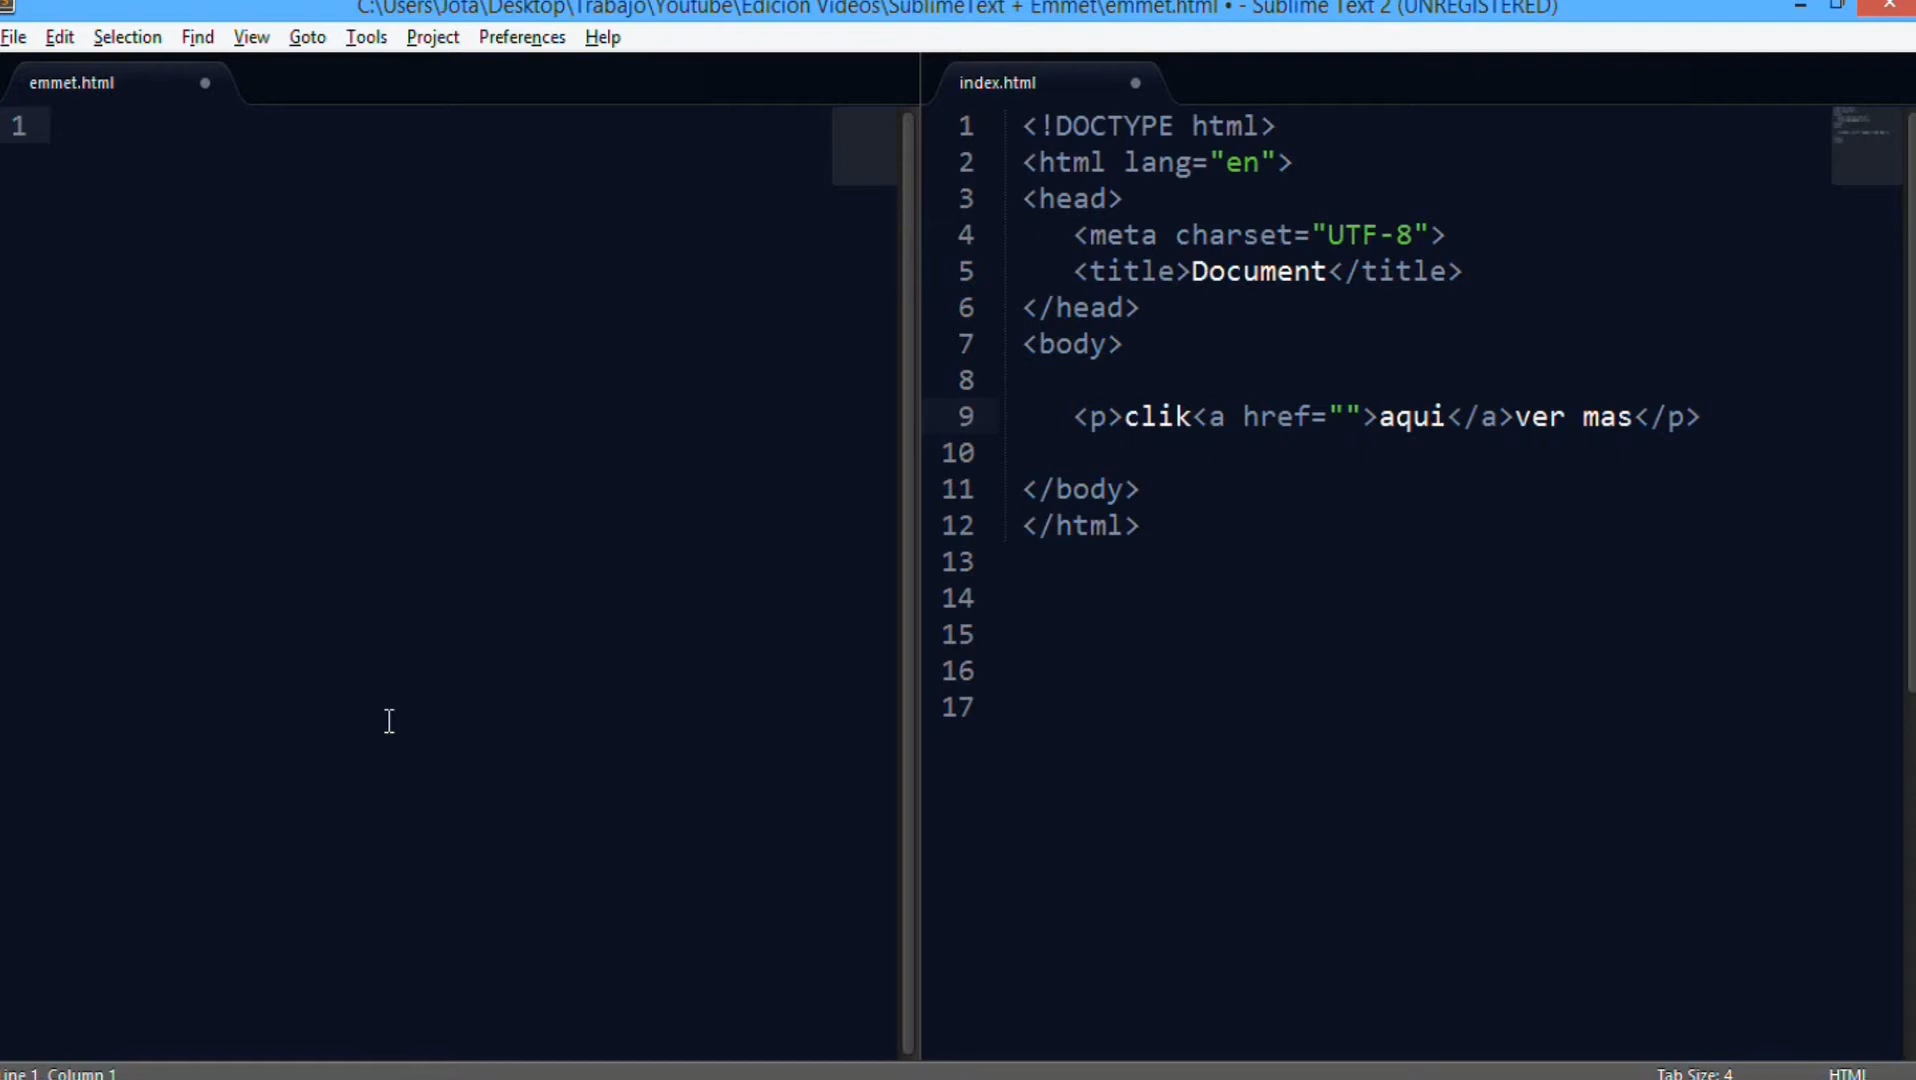 C:\Users\Jota\Desktop\Trabajo\Youtube\Edicion Videos\SublimeText + Emmet\emmet.html • - Sublime Text 2 (UNREGISTERED)
File Edit Selection Find View Goto Tools Project Preferences Help
emmet.html
1
index.html
1 <!DOCTYPE html>
2 <html lang="en">
3 <head>
4 <meta charset="UTF-8">
5 <title>Document</title>
6 </head>
7 <body>
8
9 <p>clik<a href="">aqui</a>ver mas</p>
10
11 </body>
12 </html>
13
14
15
16
17
ine 1, Column 1
Tab Size: 4
HTML